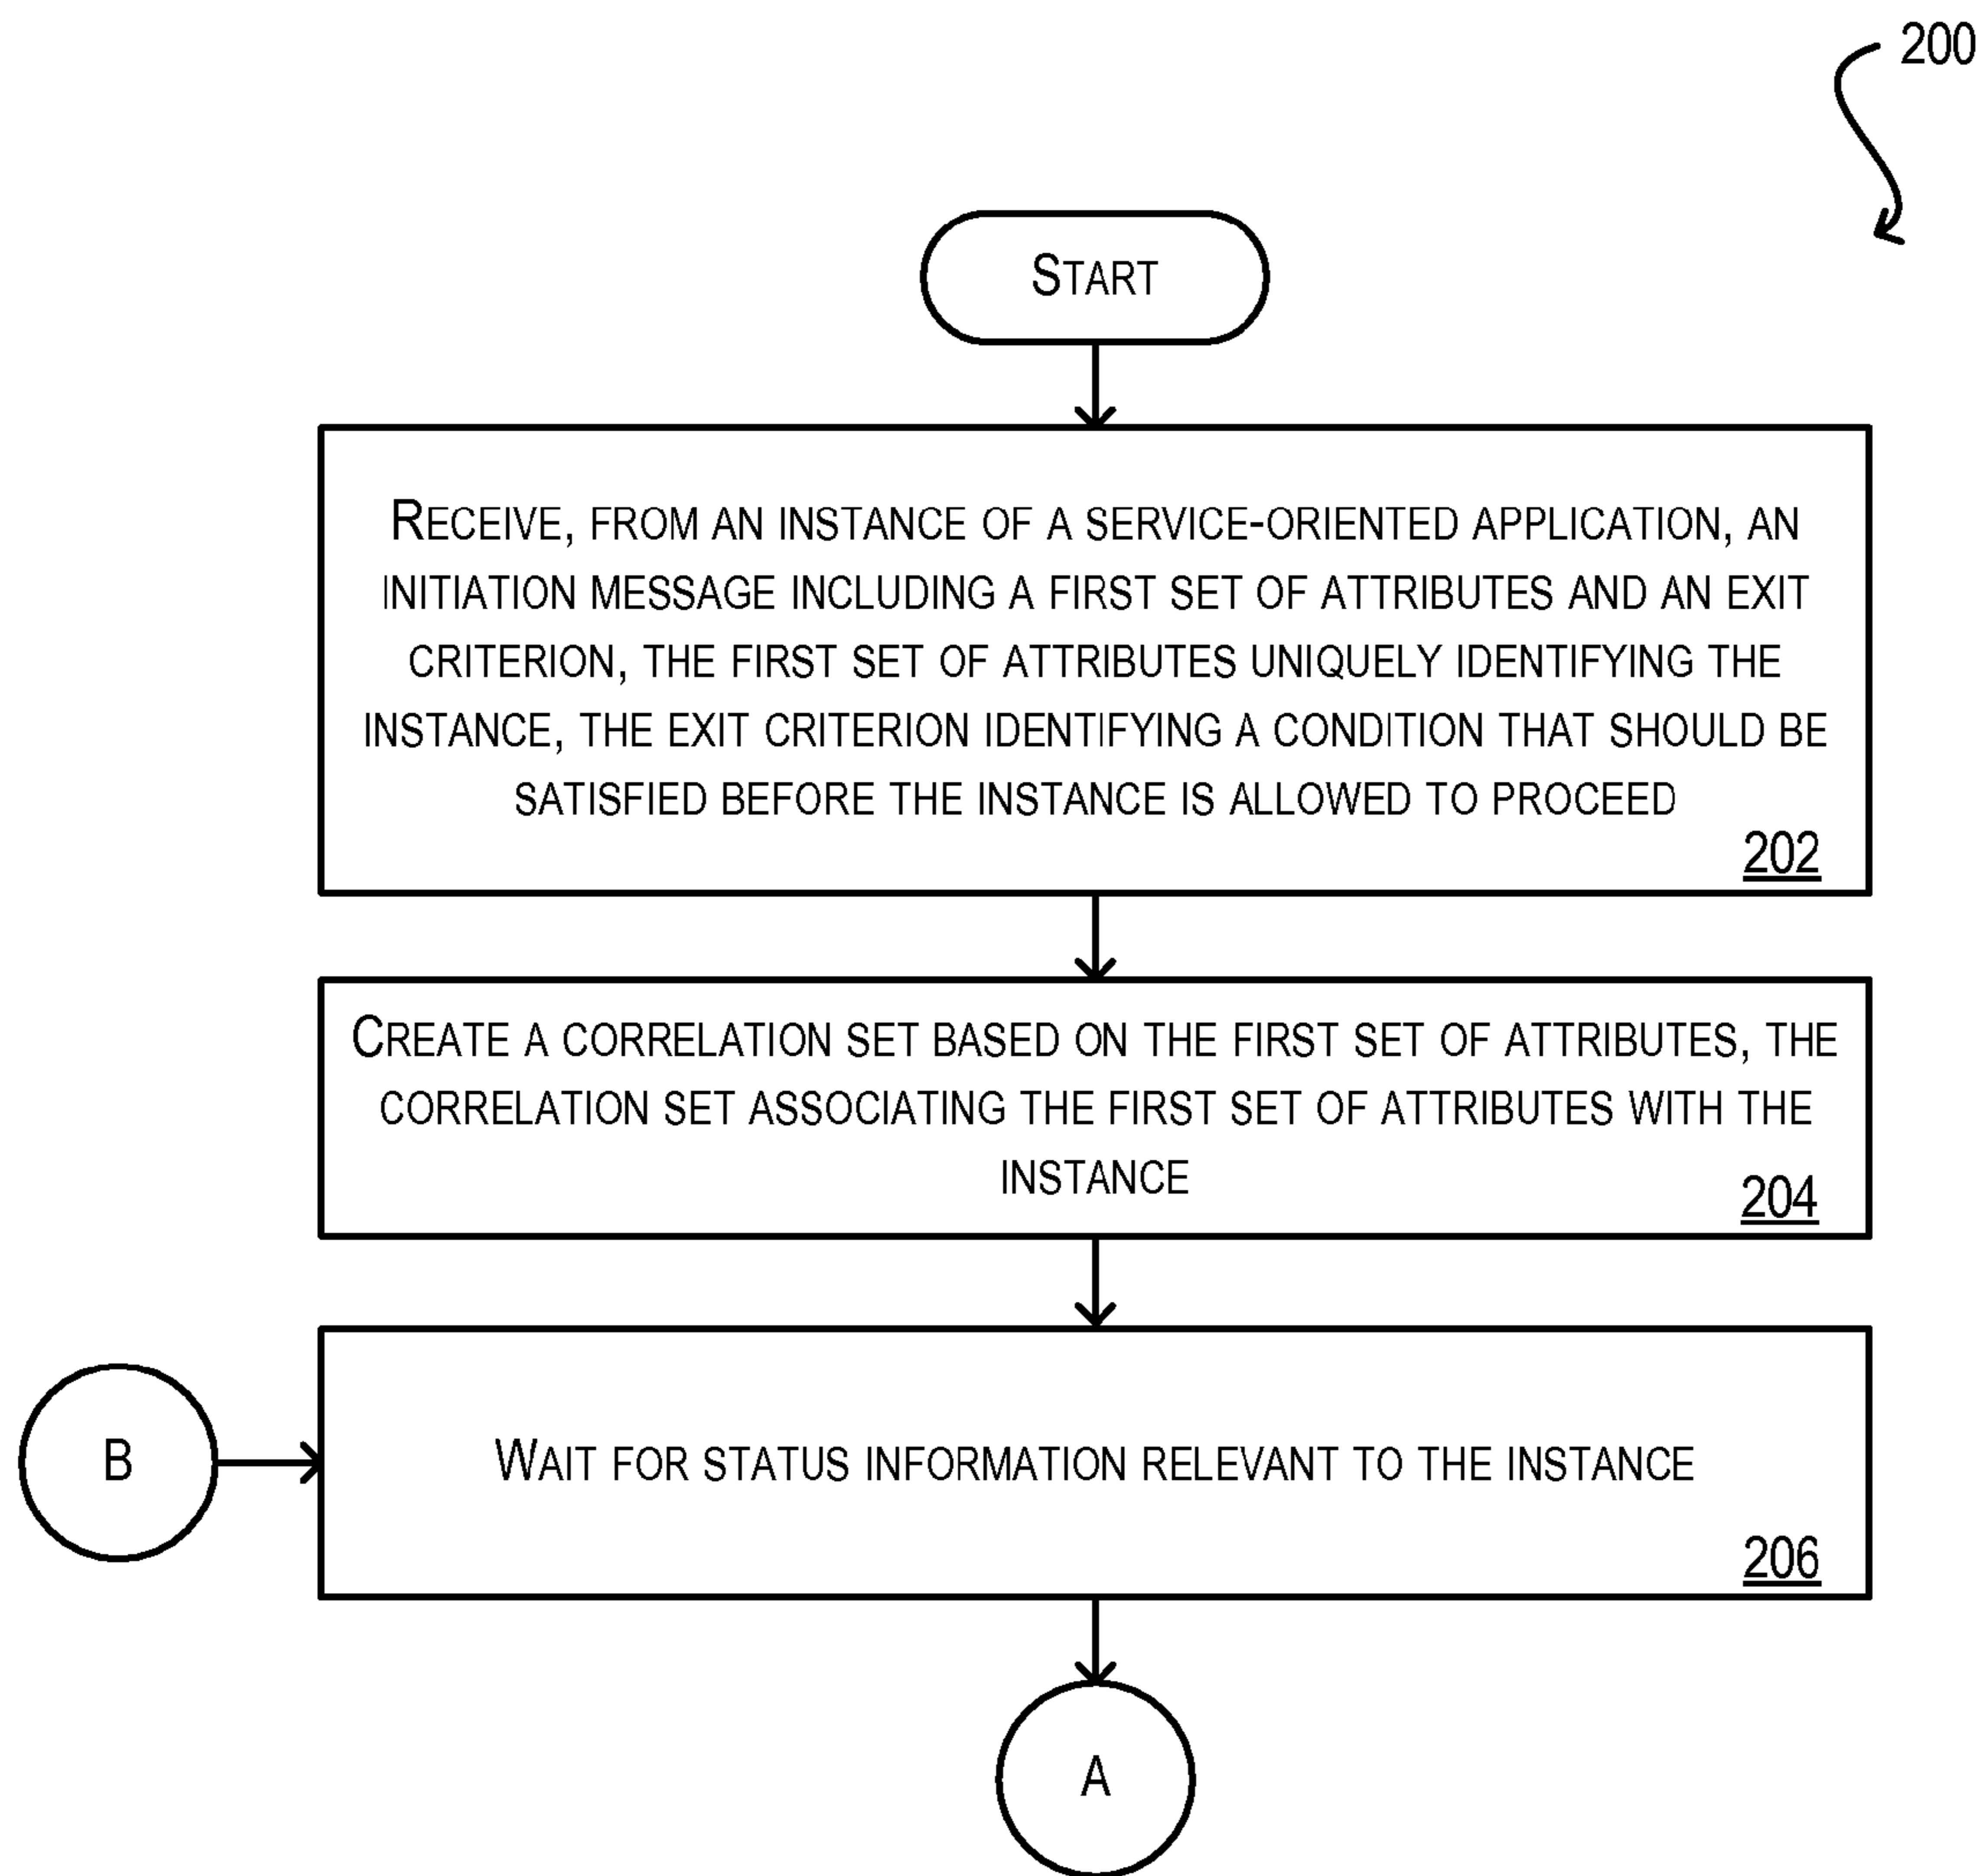 200
START
RECEIVE, FROM AN INSTANCE OF A SERVICE-ORIENTED APPLICATION, AN
INITIATION MESSAGE INCLUDING A FIRST SET OF ATTRIBUTES AND AN EXIT
CRITERION, THE FIRST SET OF ATTRIBUTES UNIQUELY IDENTIFYING THE
INSTANCE, THE EXIT CRITERION IDENTIFYING A CONDITION THAT SHOULD BE
SATISFIED BEFORE THE INSTANCE IS ALLOWED TO PROCEED
202
CREATE A CORRELATION SET BASED ON THE FIRST SET OF ATTRIBUTES, THE
CORRELATION SET ASSOCIATING THE FIRST SET OF ATTRIBUTES WITH THE
INSTANCE
204
B
WAIT FOR STATUS INFORMATION RELEVANT TO THE INSTANCE
206
A